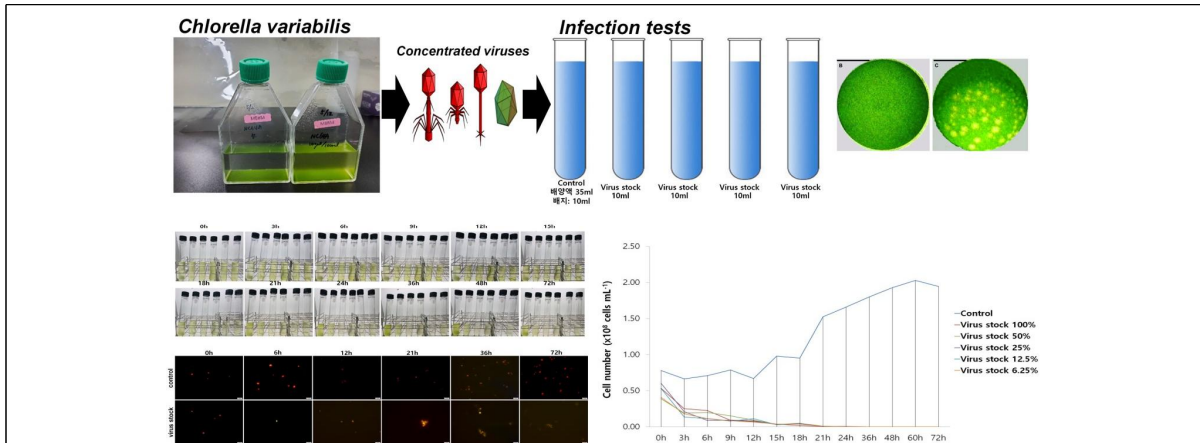 Chlorella variabilis
Concentrated viruses
Infection tests
B
C
Control
배양액 35ml
배지: 10ml
Virus stock
10ml
Virus stock
10ml
Virus stock
10ml
Virus stock
10ml
0h 3h 6h 9h 12h 15h
18h 21h 24h 36h 48h 72h
0h 6h 12h 21h 36h 72h
control
virus stock
Cell number (x10⁸ cells mL⁻¹)
2.50
2.00
1.50
1.00
0.50
0.00
0h 3h 6h 9h 12h 15h 18h 21h 24h 36h 48h 60h 72h
Control
Virus stock 100%
Virus stock 50%
Virus stock 25%
Virus stock 12.5%
Virus stock 6.25%